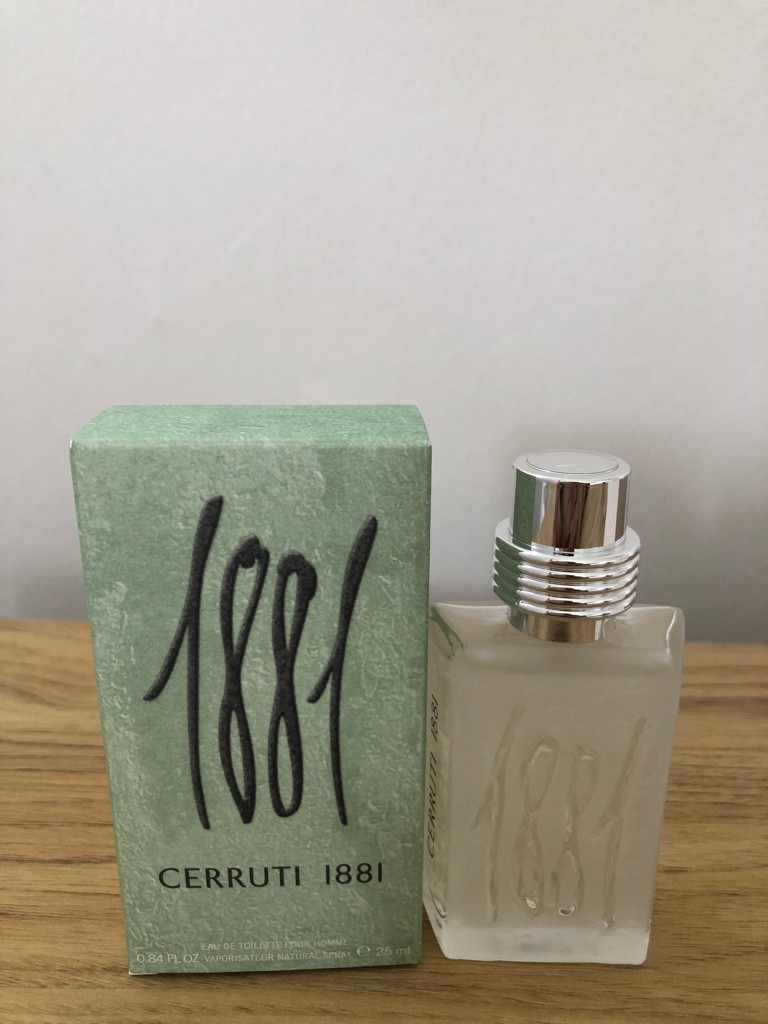 1881
CERRUTI 1881
EAU DE TOILETTE POUR HOMME
0.84 FL OZ VAPORISATEUR NATURAL SPRAY ℮ 25 ml
CERRUTI 1881
1881